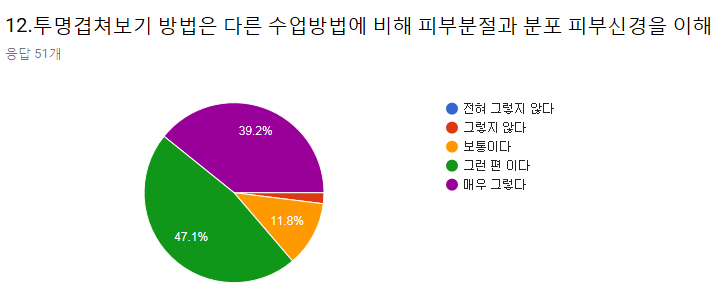 12.투명겹쳐보기 방법은 다른 수업방법에 비해 피부분절과 분포 피부신경을 이해
응답 51개
39.2%
11.8%
47.1%
전혀 그렇지 않다
그렇지 않다
보통이다
그런 편 이다
매우 그렇다